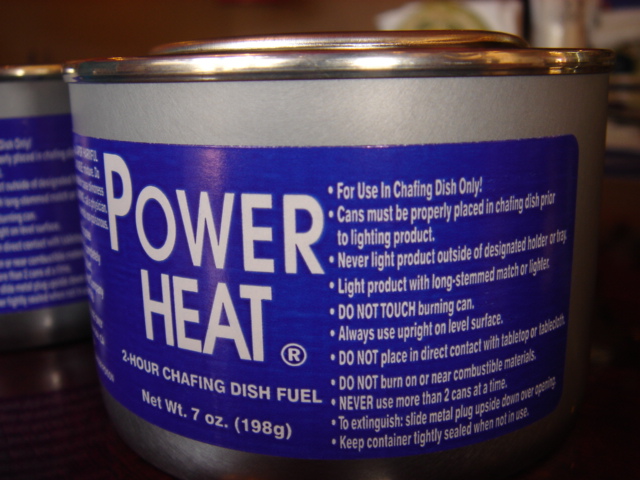 POWER
HEAT®
2-HOUR CHAFING DISH FUEL
Net Wt. 7 oz. (198g)
• For Use In Chafing Dish Only!
• Cans must be properly placed in chafing dish prior
to lighting product.
• Never light product outside of designated holder or tray.
• Light product with long-stemmed match or lighter.
• DO NOT TOUCH burning can.
• Always use upright on level surface.
• DO NOT place in direct contact with tabletop or tablecloth.
• DO NOT burn on or near combustible materials.
• NEVER use more than 2 cans at a time.
• To extinguish: slide metal plug upside down over opening.
• Keep container tightly sealed when not in use.